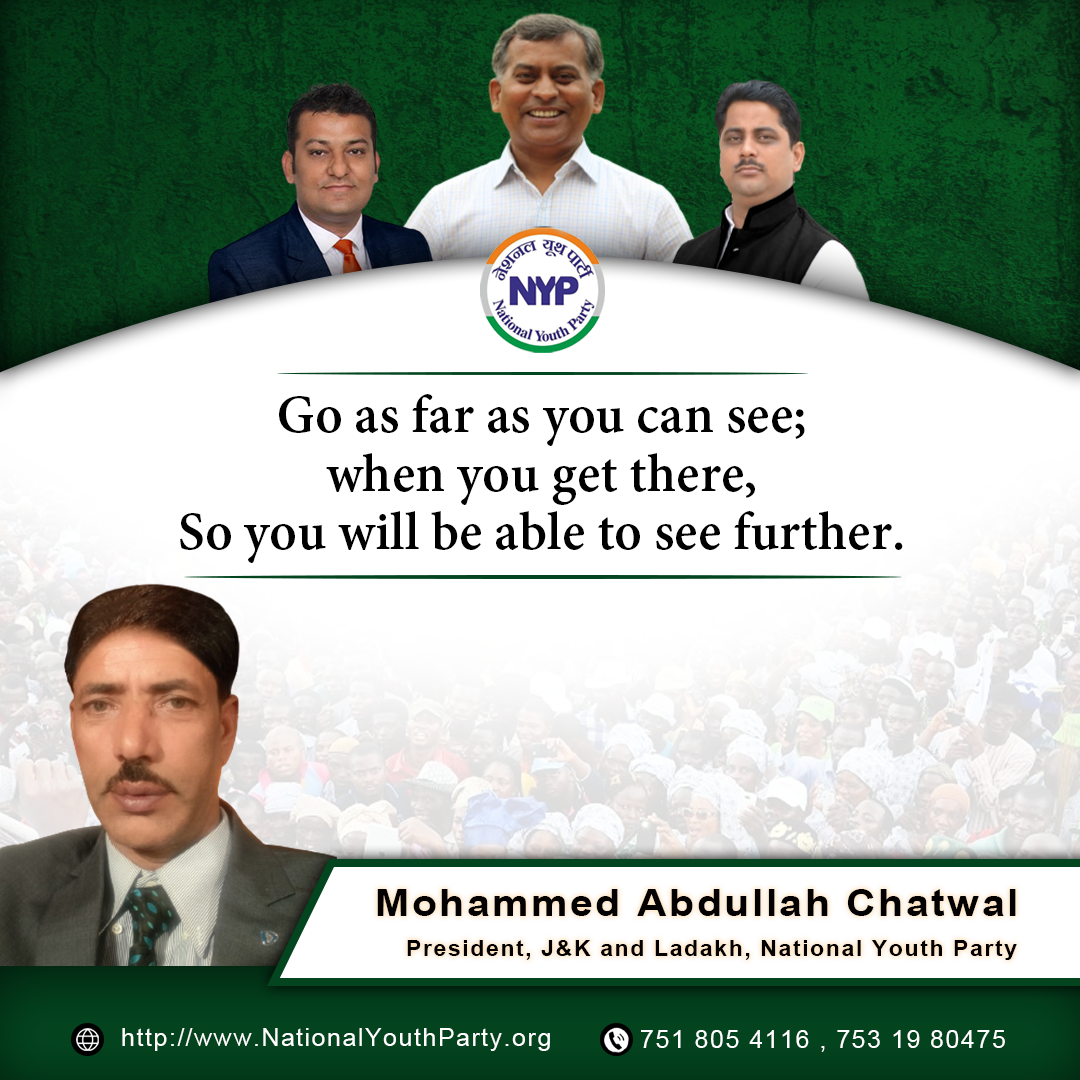 नेशनल यूथ पार्टी
NYP
National Youth Party
Go as far as you can see;
when you get there,
So you will be able to see further.
Mohammed Abdullah Chatwal
President, J&K and Ladakh, National Youth Party
http://www.NationalYouthParty.org
751 805 4116 , 753 19 80475